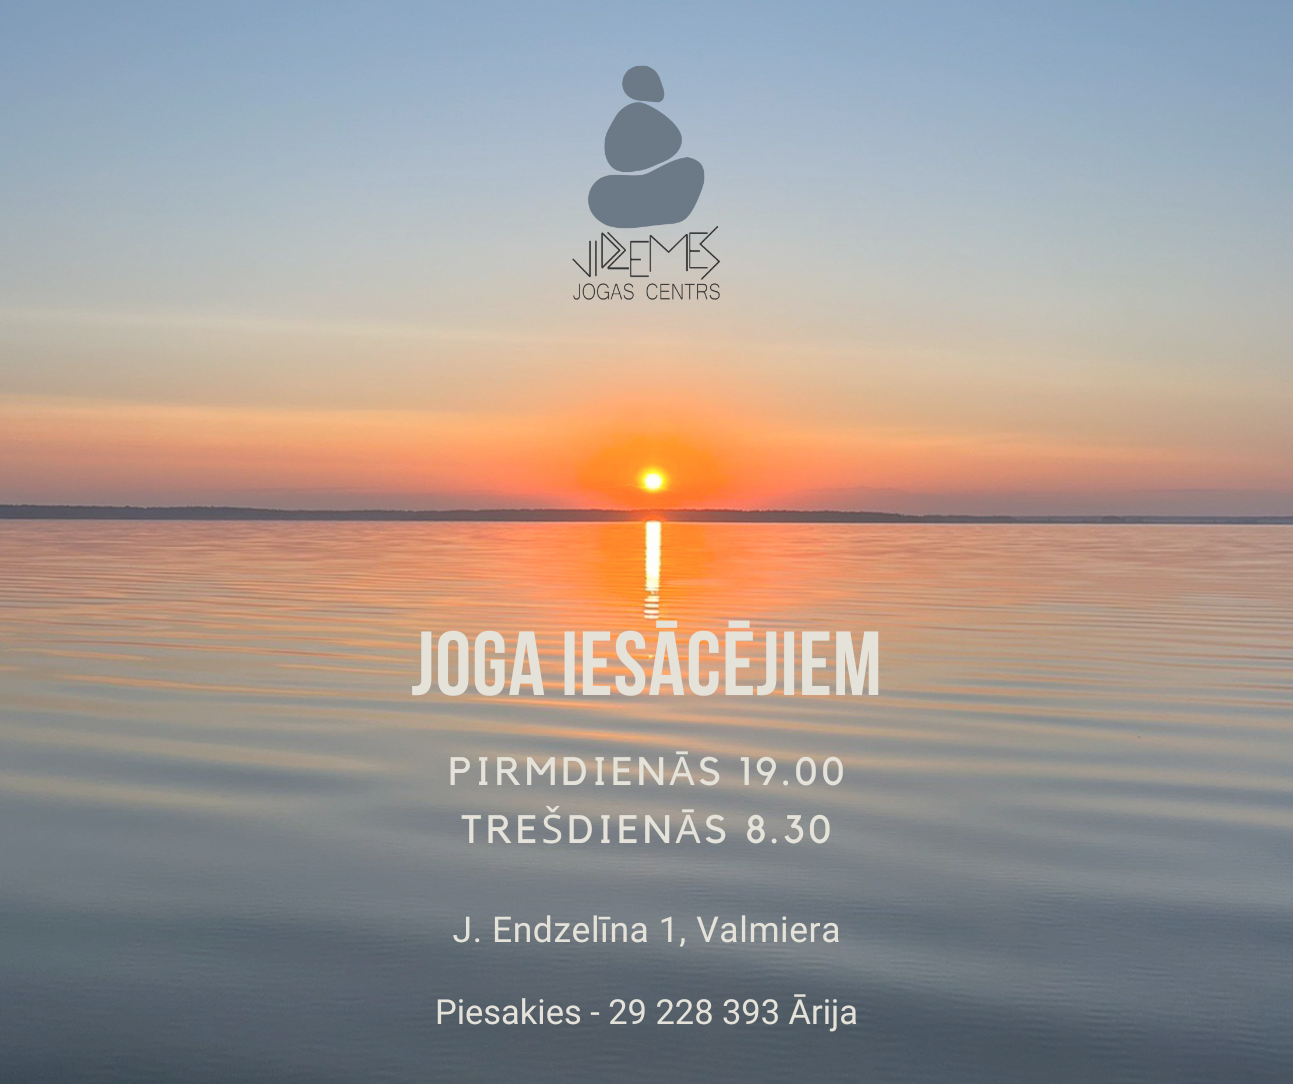 VIDZEMES
JOGAS CENTRS
JOGA IESĀCĒJIEM
PIRMDIENĀS 19.00
TREŠDIENĀS 8.30
J. Endzelīna 1, Valmiera
Piesakies - 29 228 393 Ārija